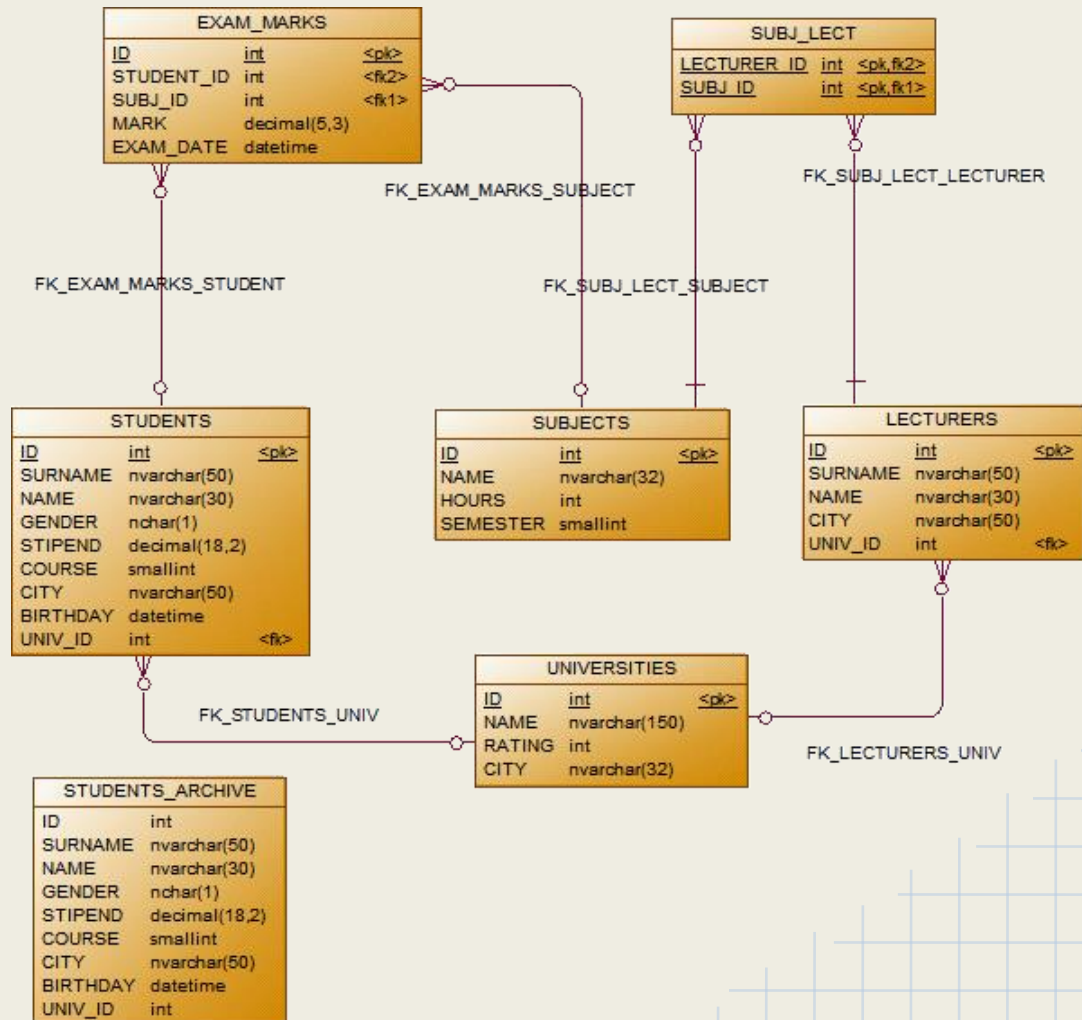 EXAM_MARKS
ID int <pk>
STUDENT_ID int <fk2>
SUBJ_ID int <fk1>
MARK decimal(5,3)
EXAM_DATE datetime
SUBJ_LECT
LECTURER_ID int <pk,fk2>
SUBJ_ID int <pk,fk1>
FK_EXAM_MARKS_SUBJECT
FK_SUBJ_LECT_LECTURER
FK_EXAM_MARKS_STUDENT
FK_SUBJ_LECT_SUBJECT
STUDENTS
ID int <pk>
SURNAME nvarchar(50)
NAME nvarchar(30)
GENDER nchar(1)
STIPEND decimal(18,2)
COURSE smallint
CITY nvarchar(50)
BIRTHDAY datetime
UNIV_ID int <fk>
SUBJECTS
ID int <pk>
NAME nvarchar(32)
HOURS int
SEMESTER smallint
LECTURERS
ID int <pk>
SURNAME nvarchar(50)
NAME nvarchar(30)
CITY nvarchar(50)
UNIV_ID int <fk>
UNIVERSITIES
ID int <pk>
NAME nvarchar(150)
RATING int
CITY nvarchar(32)
FK_STUDENTS_UNIV
FK_LECTURERS_UNIV
STUDENTS_ARCHIVE
ID int
SURNAME nvarchar(50)
NAME nvarchar(30)
GENDER nchar(1)
STIPEND decimal(18,2)
COURSE smallint
CITY nvarchar(50)
BIRTHDAY datetime
UNIV_ID int